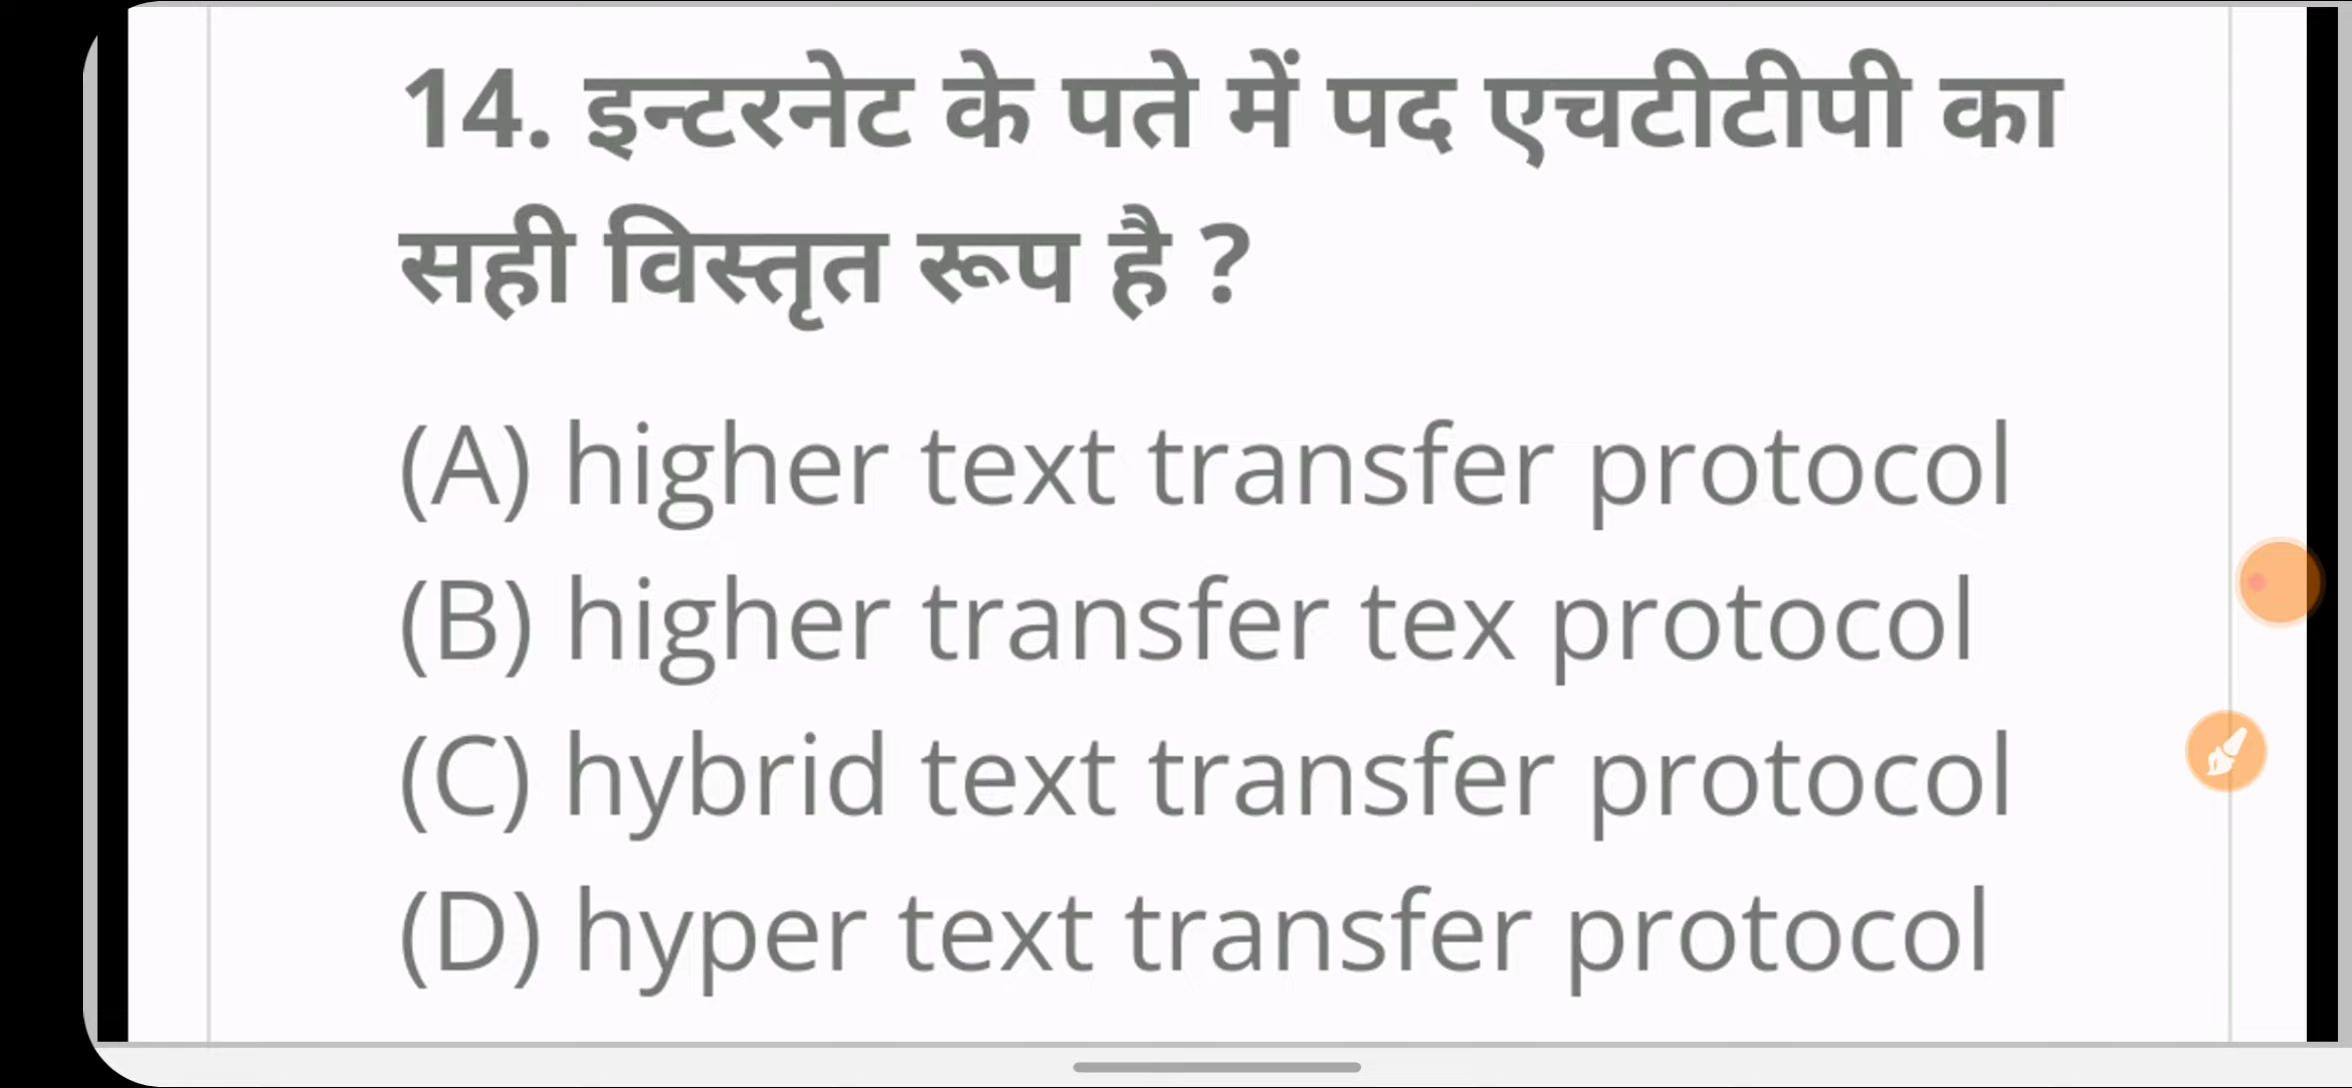 14. इन्टरनेट के पते में पद एचटीटीपी का
सही विस्तृत रूप है ?
(A) higher text transfer protocol
(B) higher transfer tex protocol
(C) hybrid text transfer protocol
(D) hyper text transfer protocol